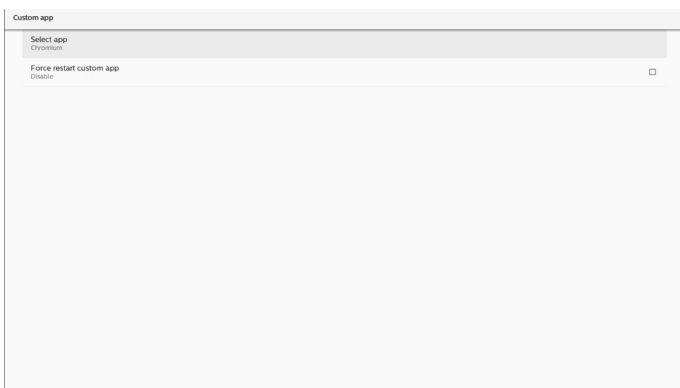 Custom app
Select app
Chromium
Force restart custom app
Disable